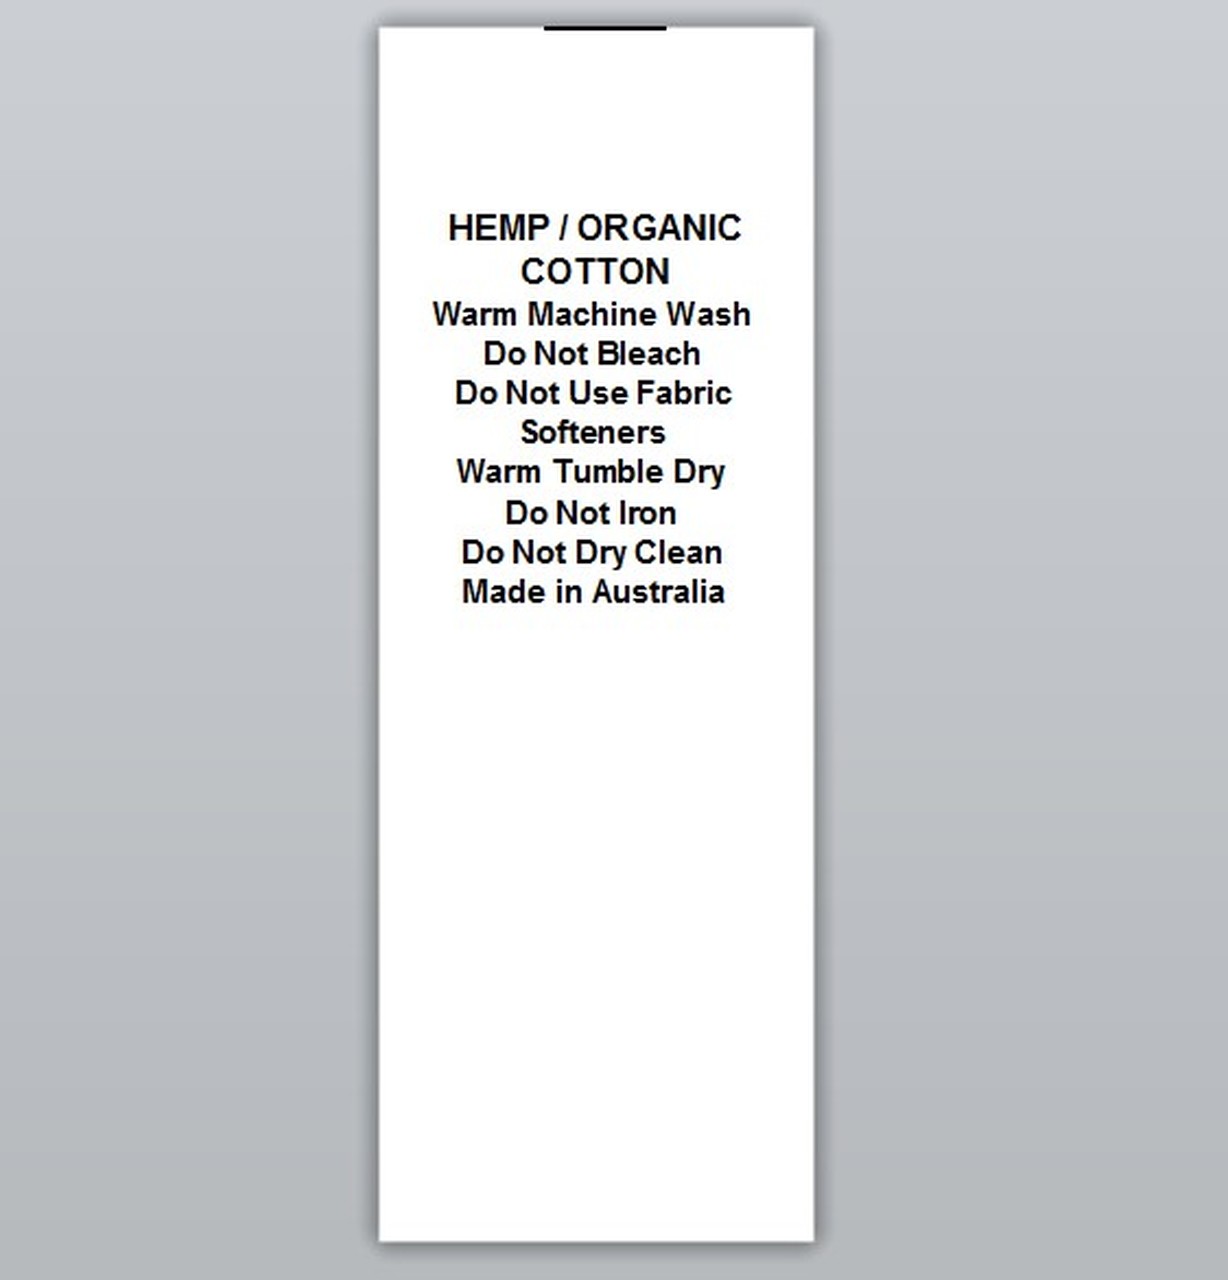 HEMP / ORGANIC
COTTON
Warm Machine Wash
Do Not Bleach
Do Not Use Fabric
Softeners
Warm Tumble Dry
Do Not Iron
Do Not Dry Clean
Made in Australia